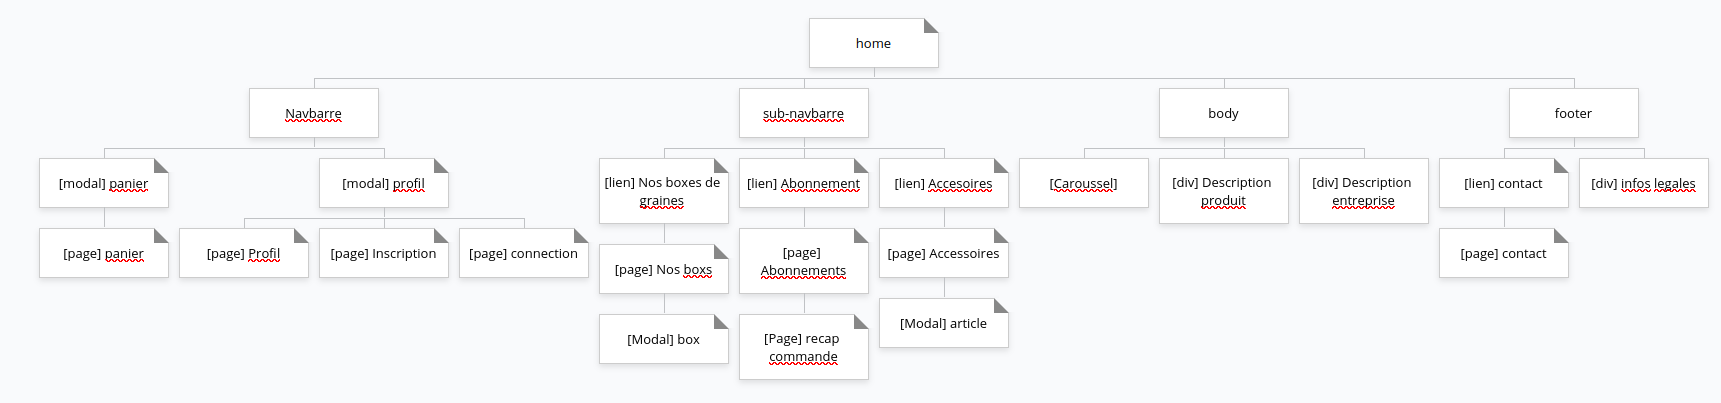 home
Navbarre
sub-navbarre
body
footer
[modal] panier
[modal] profil
[lien] Nos boxes de
graines
[lien] Abonnement
[lien] Accesoires
[Caroussel]
[div] Description
produit
[div] Description
entreprise
[lien] contact
[div] infos legales
[page] panier
[page] Profil
[page] Inscription
[page] connection
[page] Nos boxs
[page]
Abonnements
[page] Accessoires
[page] contact
[Modal] box
[Page] recap
commande
[Modal] article